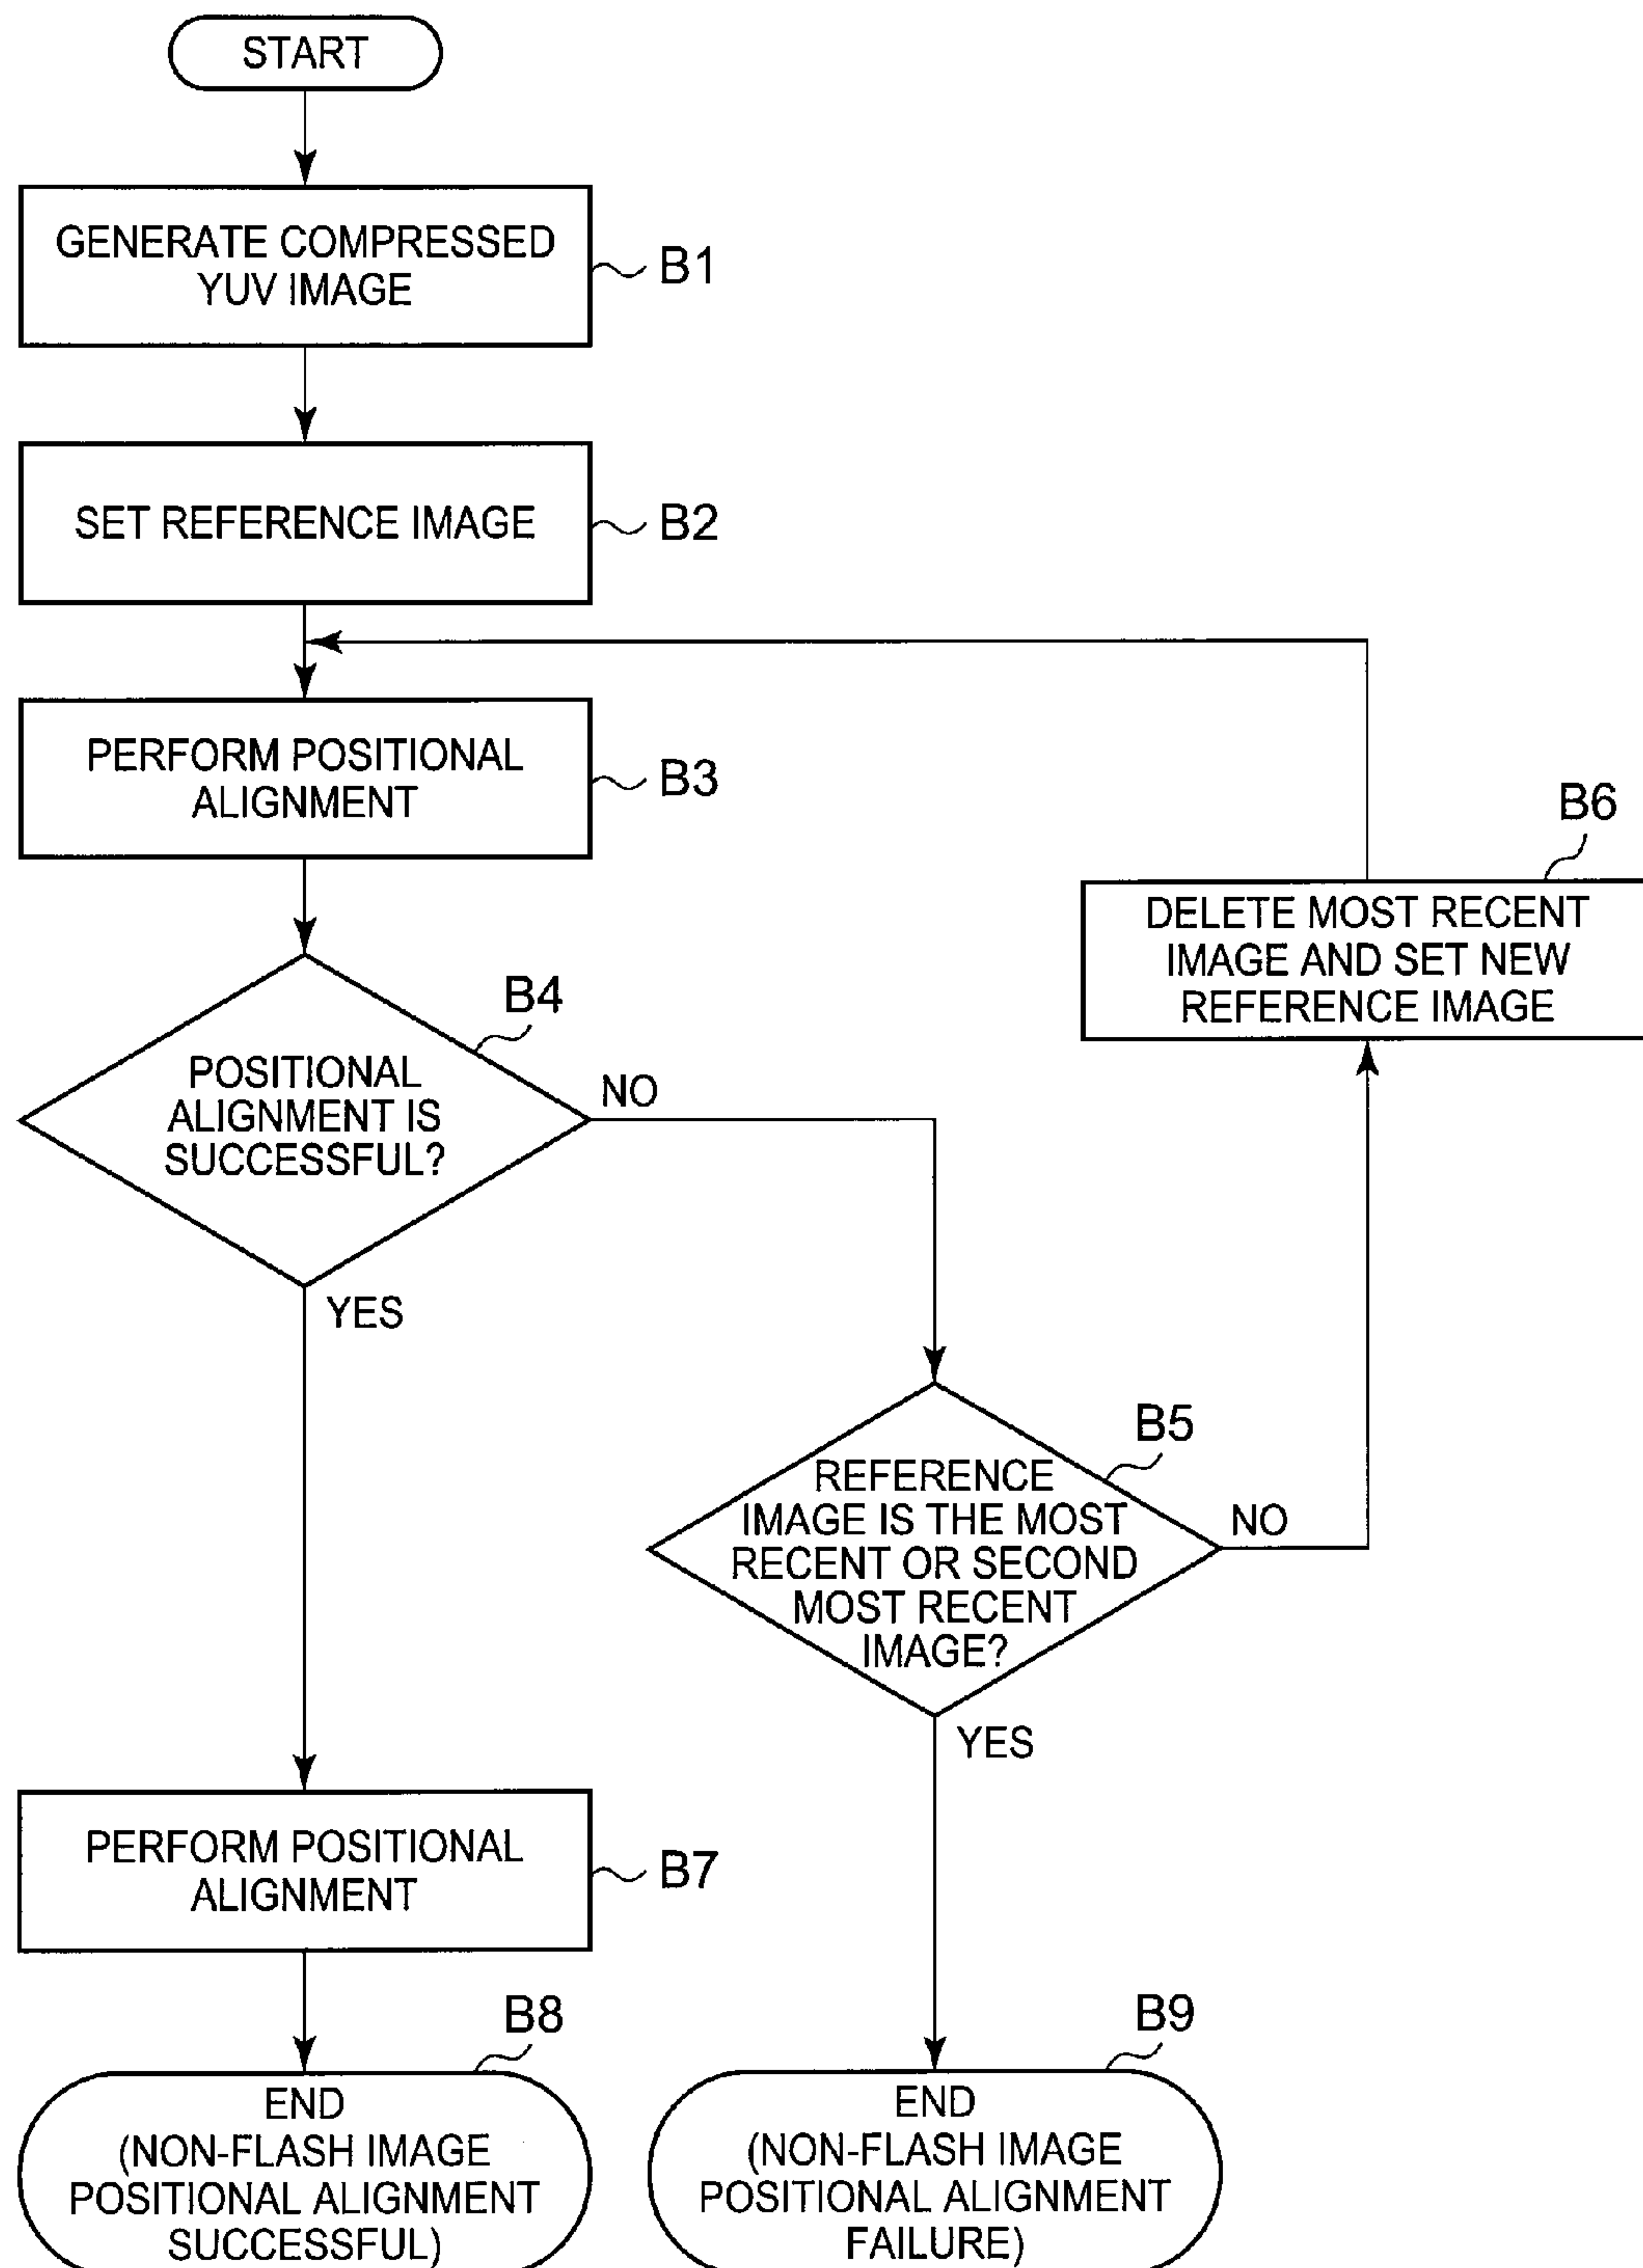 START
GENERATE COMPRESSED
YUV IMAGE
B1
SET REFERENCE IMAGE
B2
PERFORM POSITIONAL
ALIGNMENT
B3
B6
DELETE MOST RECENT
IMAGE AND SET NEW
REFERENCE IMAGE
B4
POSITIONAL
ALIGNMENT IS
SUCCESSFUL?
NO
YES
B5
REFERENCE
IMAGE IS THE MOST
RECENT OR SECOND
MOST RECENT
IMAGE?
NO
YES
PERFORM POSITIONAL
ALIGNMENT
B7
B8
END
(NON-FLASH IMAGE
POSITIONAL ALIGNMENT
SUCCESSFUL)
B9
END
(NON-FLASH IMAGE
POSITIONAL ALIGNMENT
FAILURE)